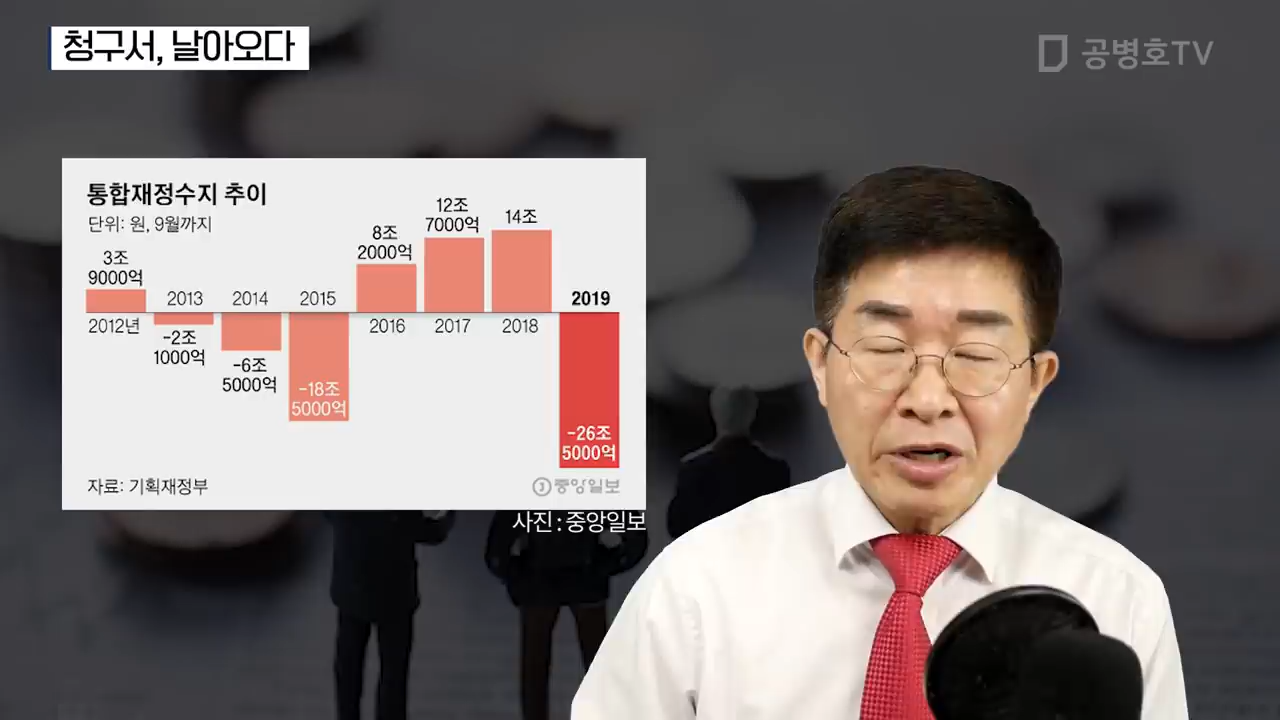 청구서, 날아오다
공병호TV
통합재정수지 추이
단위: 원, 9월까지
3조
9000억
2012년
2013
-2조
1000억
2014
-6조
5000억
2015
-18조
5000억
8조
2000억
2016
12조
7000억
2017
14조
2018
2019
-26조
5000억
자료: 기획재정부
중앙일보
사진 : 중앙일보